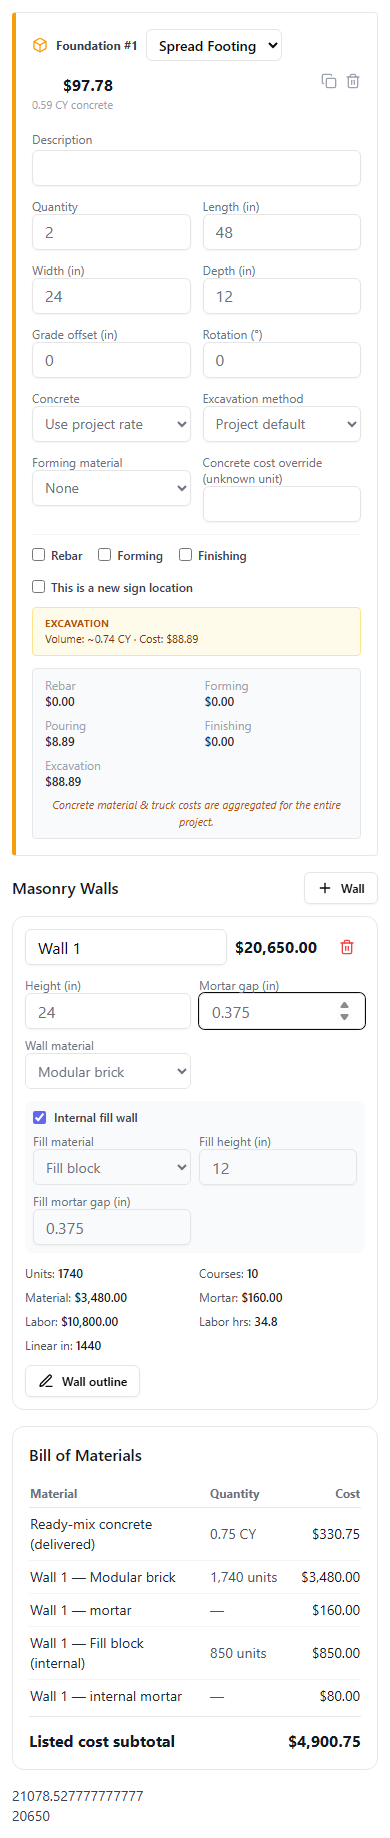 Foundation #1 Spread Footing
$97.78
0.59 CY concrete
Description
Quantity Length (in)
2 48
Width (in) Depth (in)
24 12
Grade offset (in) Rotation (°)
0 0
Concrete Excavation method
Use project rate Project default
Forming material Concrete cost override
(unknown unit)
None
Rebar Forming Finishing
This is a new sign location
EXCAVATION
Volume: ~0.74 CY · Cost: $88.89
Rebar Forming
$0.00 $0.00
Pouring Finishing
$8.89 $0.00
Excavation
$88.89
Concrete material & truck costs are aggregated for the entire
project.
Masonry Walls + Wall
Wall 1 $20,650.00
Height (in) Mortar gap (in)
24 0.375
Wall material
Modular brick
Internal fill wall
Fill material Fill height (in)
Fill block 12
Fill mortar gap (in)
0.375
Units: 1740 Courses: 10
Material: $3,480.00 Mortar: $160.00
Labor: $10,800.00 Labor hrs: 34.8
Linear in: 1440
Wall outline
Bill of Materials
Material Quantity Cost
Ready-mix concrete
(delivered) 0.75 CY $330.75
Wall 1 — Modular brick 1,740 units $3,480.00
Wall 1 — mortar — $160.00
Wall 1 — Fill block
(internal) 850 units $850.00
Wall 1 — internal mortar — $80.00
Listed cost subtotal $4,900.75
21078.527777777777
20650